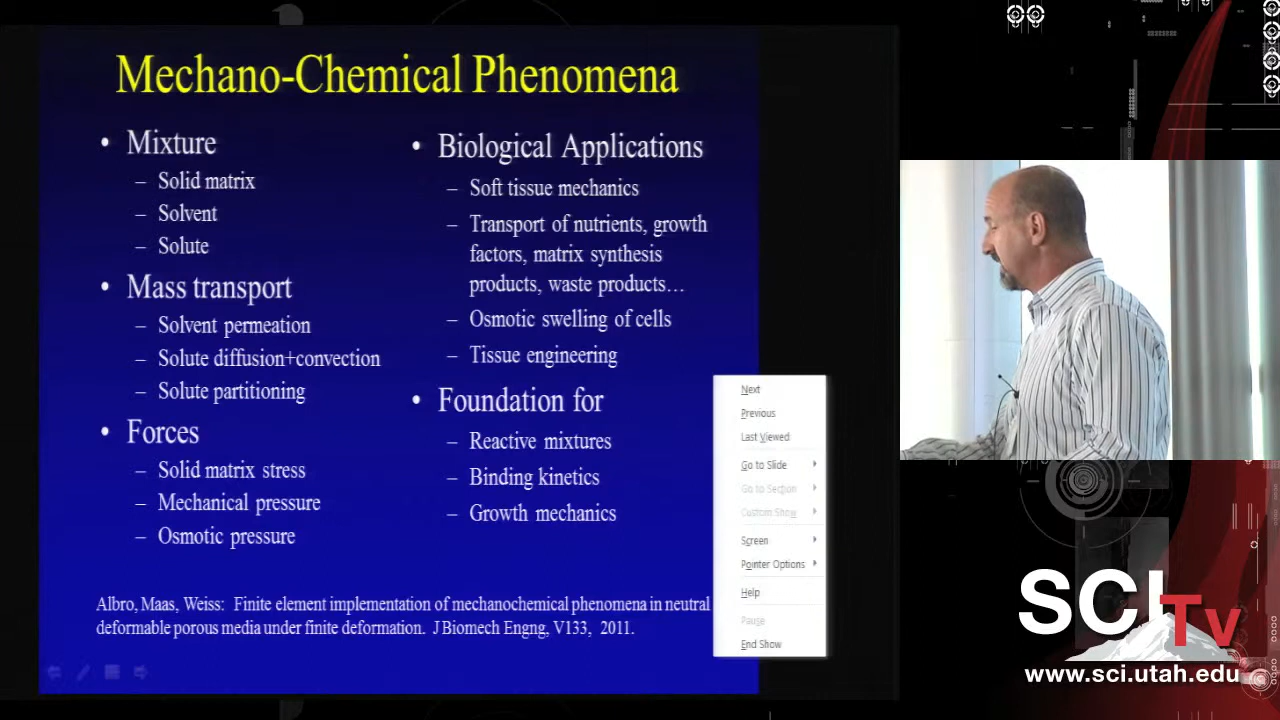 Mechano-Chemical Phenomena
• Mixture
– Solid matrix
– Solvent
– Solute
• Mass transport
– Solvent permeation
– Solute diffusion+convection
– Solute partitioning
• Forces
– Solid matrix stress
– Mechanical pressure
– Osmotic pressure
• Biological Applications
– Soft tissue mechanics
– Transport of nutrients, growth
factors, matrix synthesis
products, waste products…
– Osmotic swelling of cells
– Tissue engineering
• Foundation for
– Reactive mixtures
– Binding kinetics
– Growth mechanics
Albro, Maas, Weiss: Finite element implementation of mechanochemical phenomena in neutral
deformable porous media under finite deformation. J Biomech Engng, V133, 2011.
Next
Previous
Last Viewed
Go to Slide
Go to Section
Custom Show
Screen
Pointer Options
Help
Pause
End Show
SCI
Tv
www.sci.utah.edu